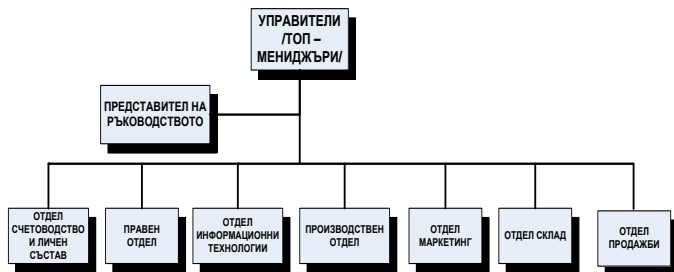 УПРАВИТЕЛИ
/ТОП –
МЕНИДЖЪРИ/
ПРЕДСТАВИТЕЛ НА
РЪКОВОДСТВОТО
ОТДЕЛ
СЧЕТОВОДСТВО
И ЛИЧЕН
СЪСТАВ
ПРАВЕН
ОТДЕЛ
ОТДЕЛ
ИНФОРМАЦИОННИ
ТЕХНОЛОГИИ
ПРОИЗВОДСТВЕН
ОТДЕЛ
ОТДЕЛ
МАРКЕТИНГ
ОТДЕЛ СКЛАД
ОТДЕЛ
ПРОДАЖБИ